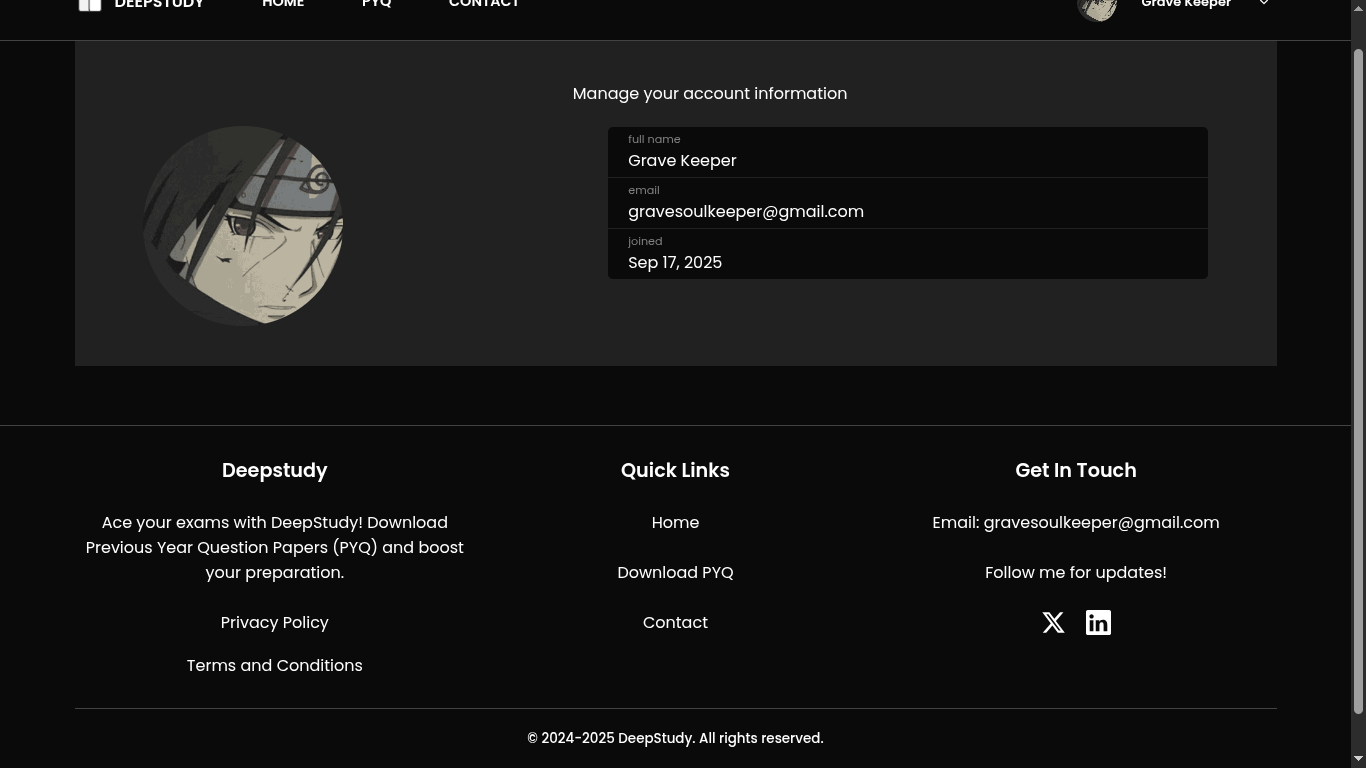 DEEPSTUDY HOME PYQ CONTACT Grave Keeper
Manage your account information
full name
Grave Keeper
email
gravesoulkeeper@gmail.com
joined
Sep 17, 2025
Deepstudy
Ace your exams with DeepStudy! Download
Previous Year Question Papers (PYQ) and boost
your preparation.
Privacy Policy
Terms and Conditions
Quick Links
Home
Download PYQ
Contact
Get In Touch
Email: gravesoulkeeper@gmail.com
Follow me for updates!
© 2024-2025 DeepStudy. All rights reserved.